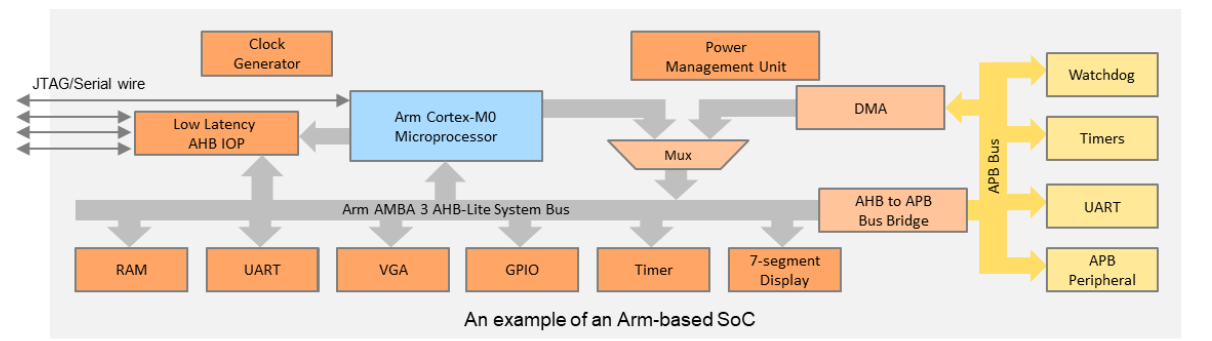 Clock
Generator
Power
Management Unit
JTAG/Serial wire
Low Latency
AHB IOP
Arm Cortex-M0
Microprocessor
Mux
DMA
APB Bus
Watchdog
Timers
UART
APB
Peripheral
Arm AMBA 3 AHB-Lite System Bus
AHB to APB
Bus Bridge
RAM
UART
VGA
GPIO
Timer
7-segment
Display
An example of an Arm-based SoC